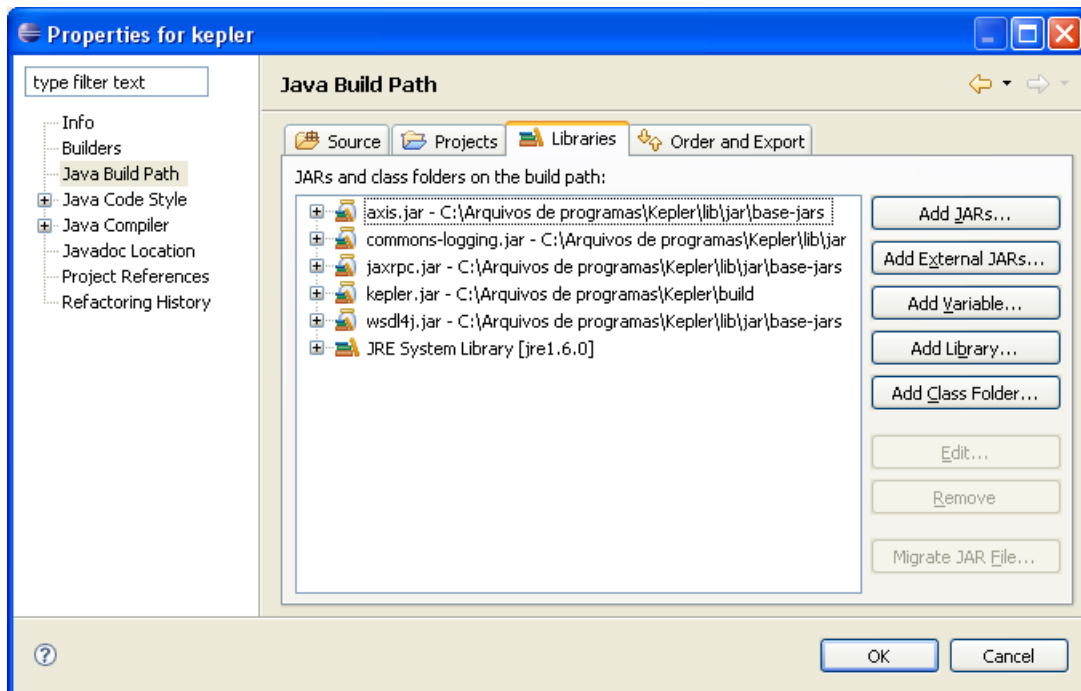 Properties for kepler
type filter text
Info
Builders
Java Build Path
Java Code Style
Java Compiler
Javadoc Location
Project References
Refactoring History
Java Build Path
Source Projects Libraries Order and Export
JARs and class folders on the build path:
axis.jar - C:\Arquivos de programas\Kepler\lib\jar\base-jars
commons-logging.jar - C:\Arquivos de programas\Kepler\lib\jar
jaxrpc.jar - C:\Arquivos de programas\Kepler\lib\jar\base-jars
kepler.jar - C:\Arquivos de programas\Kepler\build
wsdl4j.jar - C:\Arquivos de programas\Kepler\lib\jar\base-jars
JRE System Library [jre1.6.0]
Add JARs...
Add External JARs...
Add Variable...
Add Library...
Add Class Folder...
Edit...
Remove
Migrate JAR File...
?
OK Cancel